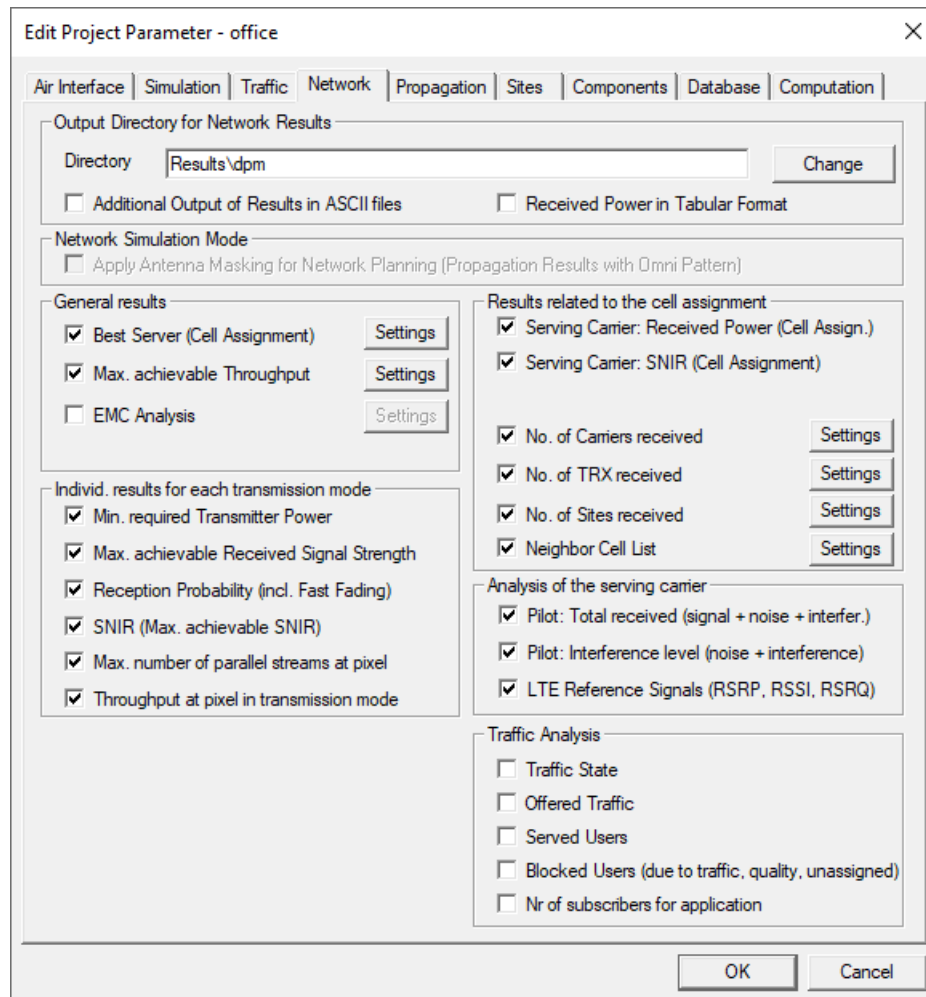 Edit Project Parameter - office
Air Interface Simulation Traffic Network Propagation Sites Components Database Computation
Output Directory for Network Results
Directory Results\dpm Change
Additional Output of Results in ASCII files Received Power in Tabular Format
Network Simulation Mode
Apply Antenna Masking for Network Planning (Propagation Results with Omni Pattern)
General results
Best Server (Cell Assignment) Settings
Max. achievable Throughput Settings
EMC Analysis Settings
Individ. results for each transmission mode
Min. required Transmitter Power
Max. achievable Received Signal Strength
Reception Probability (incl. Fast Fading)
SNIR (Max. achievable SNIR)
Max. number of parallel streams at pixel
Throughput at pixel in transmission mode
Results related to the cell assignment
Serving Carrier: Received Power (Cell Assign.)
Serving Carrier: SNIR (Cell Assignment)
No. of Carriers received Settings
No. of TRX received Settings
No. of Sites received Settings
Neighbor Cell List Settings
Analysis of the serving carrier
Pilot: Total received (signal + noise + interfer.)
Pilot: Interference level (noise + interference)
LTE Reference Signals (RSRP, RSSI, RSRQ)
Traffic Analysis
Traffic State
Offered Traffic
Served Users
Blocked Users (due to traffic, quality, unassigned)
Nr of subscribers for application
OK Cancel